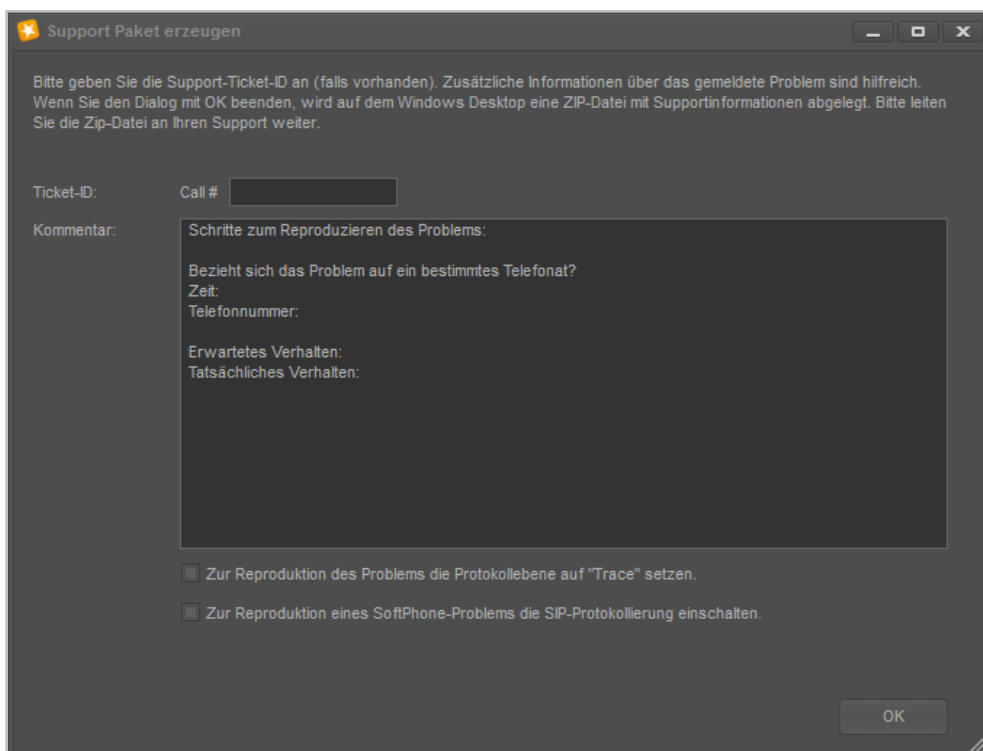 Support Paket erzeugen
Bitte geben Sie die Support-Ticket-ID an (falls vorhanden). Zusätzliche Informationen über das gemeldete Problem sind hilfreich.
Wenn Sie den Dialog mit OK beenden, wird auf dem Windows Desktop eine ZIP-Datei mit Supportinformationen abgelegt. Bitte leiten
Sie die Zip-Datei an Ihren Support weiter.
Ticket-ID: Call #
Kommentar:
Schritte zum Reproduzieren des Problems:
Bezieht sich das Problem auf ein bestimmtes Telefonat?
Zeit:
Telefonnummer:
Erwartetes Verhalten:
Tatsächliches Verhalten:
Zur Reproduktion des Problems die Protokollebene auf "Trace" setzen.
Zur Reproduktion eines SoftPhone-Problems die SIP-Protokollierung einschalten.
OK